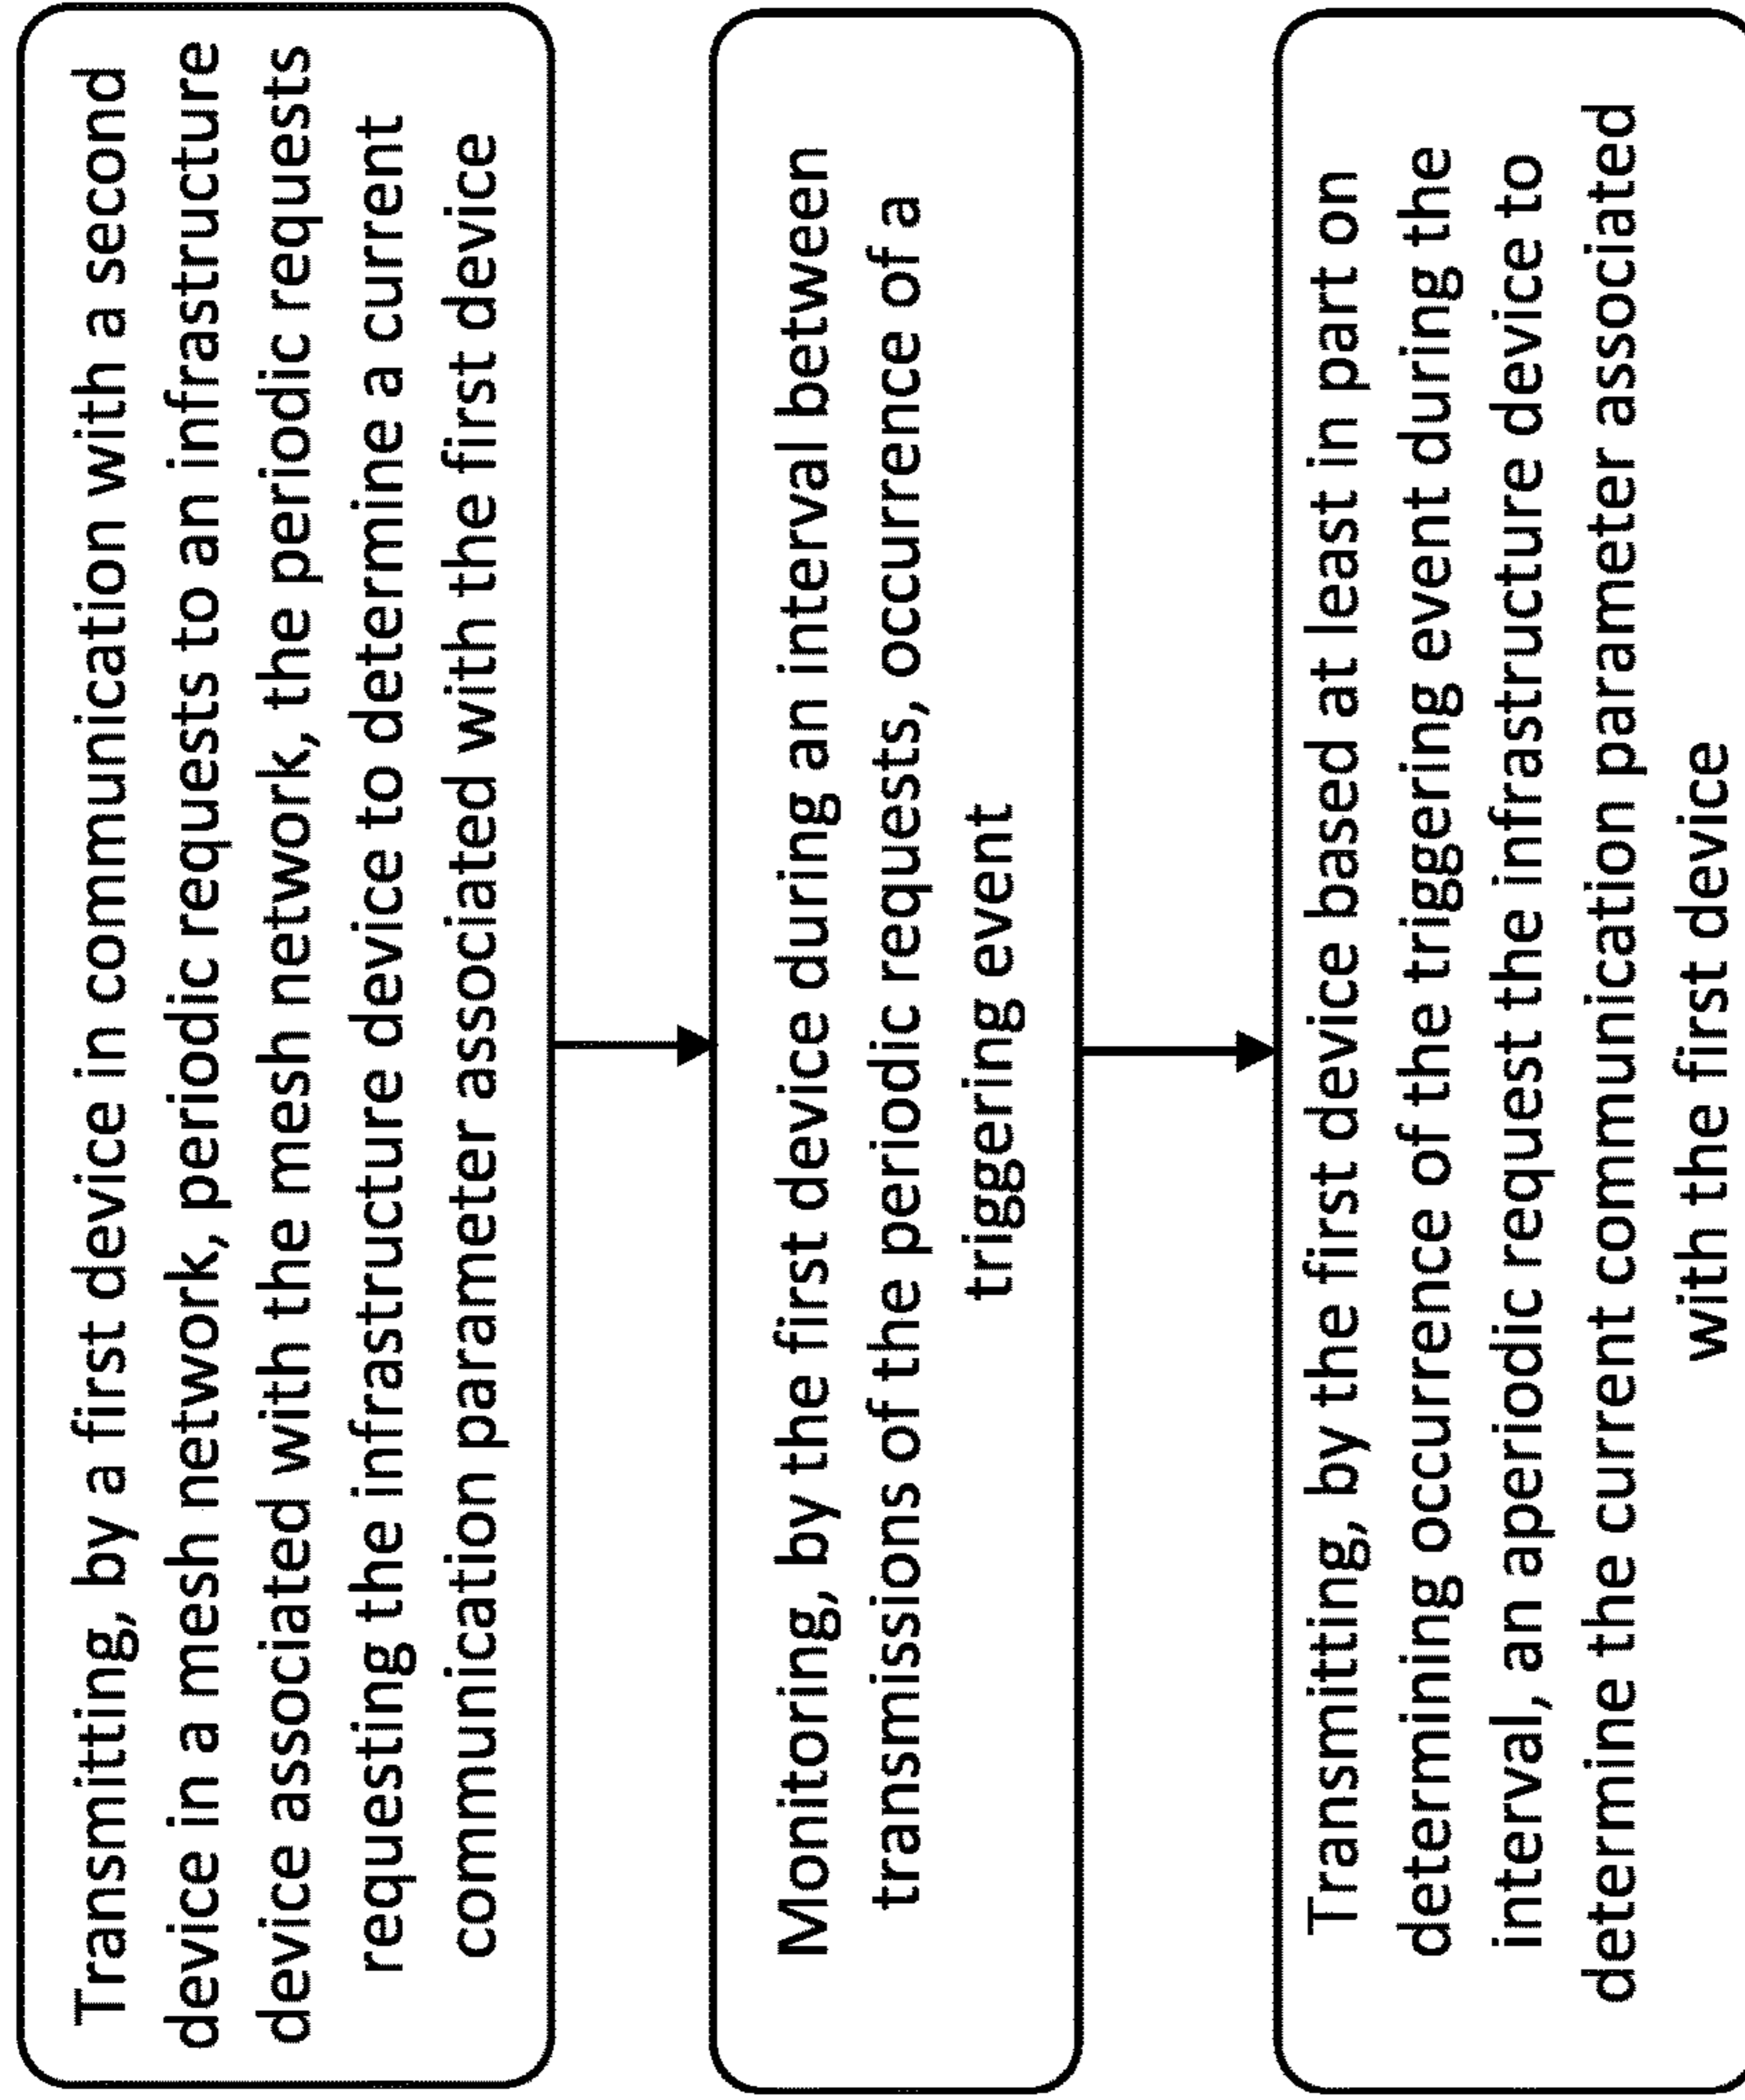 Transmitting, by a first device in communication with a second
device in a mesh network, periodic requests to an infrastructure
device associated with the mesh network, the periodic requests
requesting the infrastructure device to determine a current
communication parameter associated with the first device
Monitoring, by the first device during an interval between
transmissions of the periodic requests, occurrence of a
triggering event
Transmitting, by the first device based at least in part on
determining occurrence of the triggering event during the
interval, an aperiodic request the infrastructure device to
determine the current communication parameter associated
with the first device